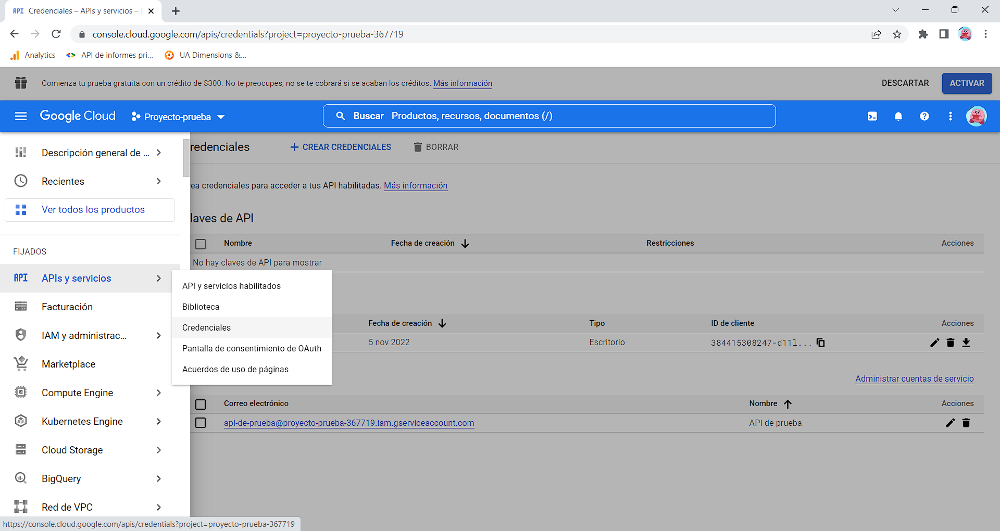 API Credenciales – APIs y servicios –
console.cloud.google.com/apis/credentials?project=proyecto-prueba-367719
Analytics API de informes pri... UA Dimensions &...
Comienza tu prueba gratuita con un crédito de $300. No te preocupes, no se te cobrará si se acaban los créditos. Más información DESCARTAR ACTIVAR
Google Cloud Proyecto-prueba Buscar Productos, recursos, documentos (/)
Descripción general de ...
Recientes
Ver todos los productos
FIJADOS
API APIs y servicios
Facturación
IAM y administrac...
Marketplace
Compute Engine
Kubernetes Engine
Cloud Storage
BigQuery
Red de VPC
API y servicios habilitados
Biblioteca
Credenciales
Pantalla de consentimiento de OAuth
Acuerdos de uso de páginas
redenciales + CREAR CREDENCIALES BORRAR
ea credenciales para acceder a tus API habilitadas. Más información
laves de API
Nombre Fecha de creación Restricciones Acciones
No hay claves de API para mostrar
Fecha de creación Tipo ID de cliente Acciones
5 nov 2022 Escritorio 384415308247-d11l...
Administrar cuentas de servicio
Correo electrónico Nombre Acciones
api-de-prueba@proyecto-prueba-367719.iam.gserviceaccount.com API de prueba
https://console.cloud.google.com/apis/credentials?project=proyecto-prueba-367719